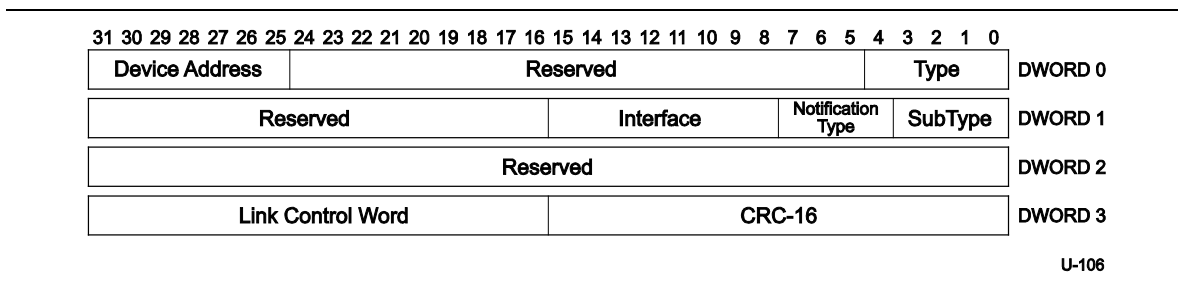 31 30 29 28 27 26 25 24 23 22 21 20 19 18 17 16 15 14 13 12 11 10 9 8 7 6 5 4 3 2 1 0
Device Address Reserved Type DWORD 0
Reserved Interface Notification Type SubType DWORD 1
Reserved DWORD 2
Link Control Word CRC-16 DWORD 3
U-106